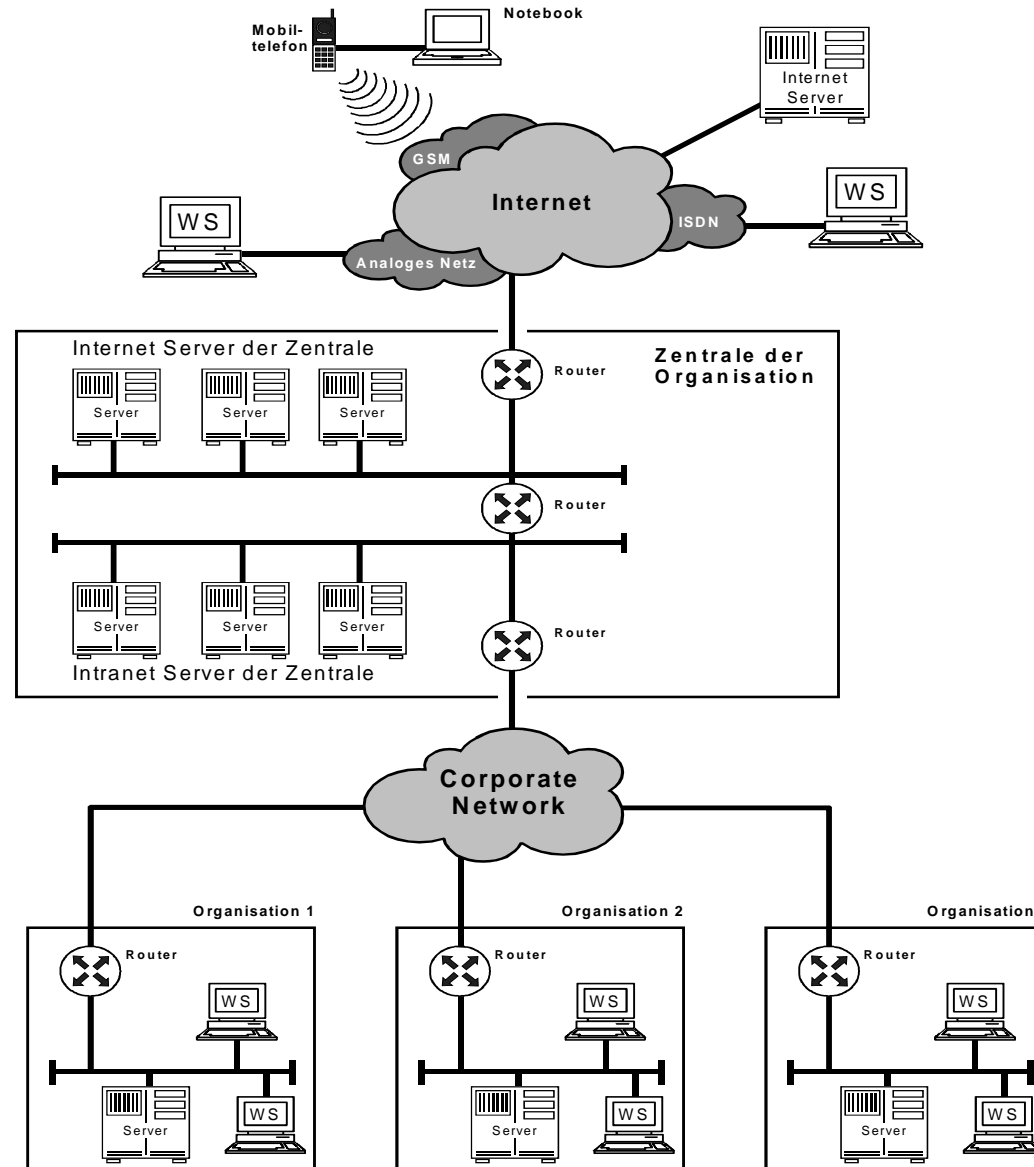 Notebook
Mobil-
telefon
Internet
Server
GSM
Internet
WS
ISDN
WS
Analoges Netz
Internet Server der Zentrale
Zentrale der
Organisation
Router
Server
Server
Server
Router
Server
Server
Server
Router
Intranet Server der Zentrale
Corporate
Network
Organisation 1
Organisation 2
Organisation
Router
Router
Router
WS
WS
WS
Server
WS
Server
WS
Server
WS